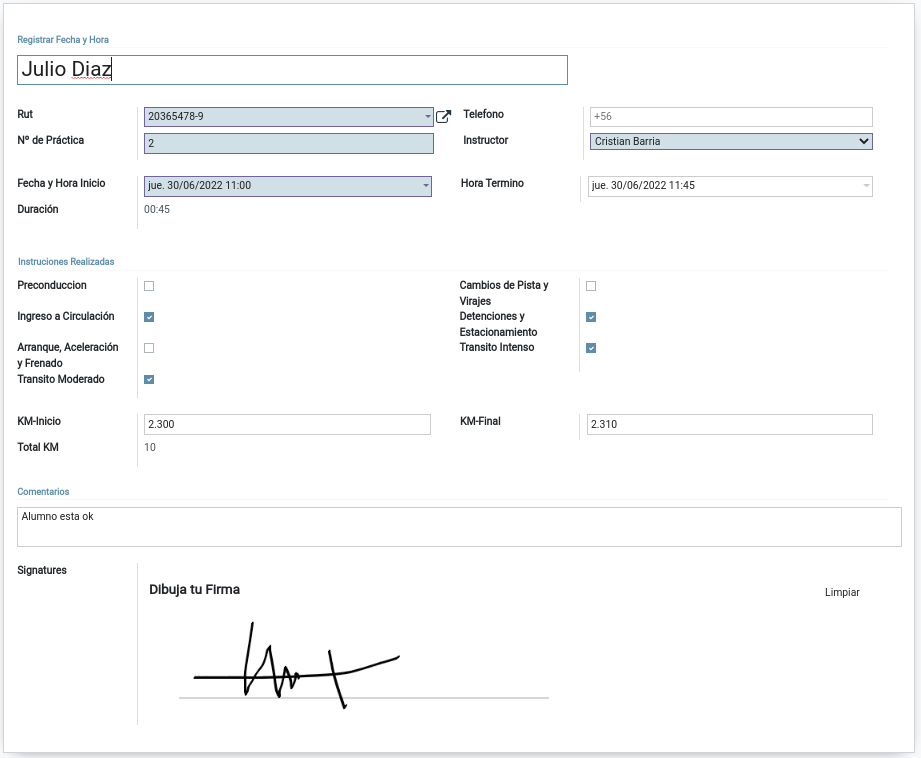 Registrar Fecha y Hora
Julio Diaz
Rut 20365478-9 Telefono +56
Nº de Práctica 2 Instructor Cristian Barria
Fecha y Hora Inicio jue. 30/06/2022 11:00 Hora Termino jue. 30/06/2022 11:45
Duración 00:45
Instruciones Realizadas
Preconduccion Cambios de Pista y
Virajes
Ingreso a Circulación Detenciones y
Estacionamiento
Arranque, Aceleración Transito Intenso
y Frenado
Transito Moderado
KM-Inicio 2.300 KM-Final 2.310
Total KM 10
Comentarios
Alumno esta ok
Signatures
Dibuja tu Firma Limpiar